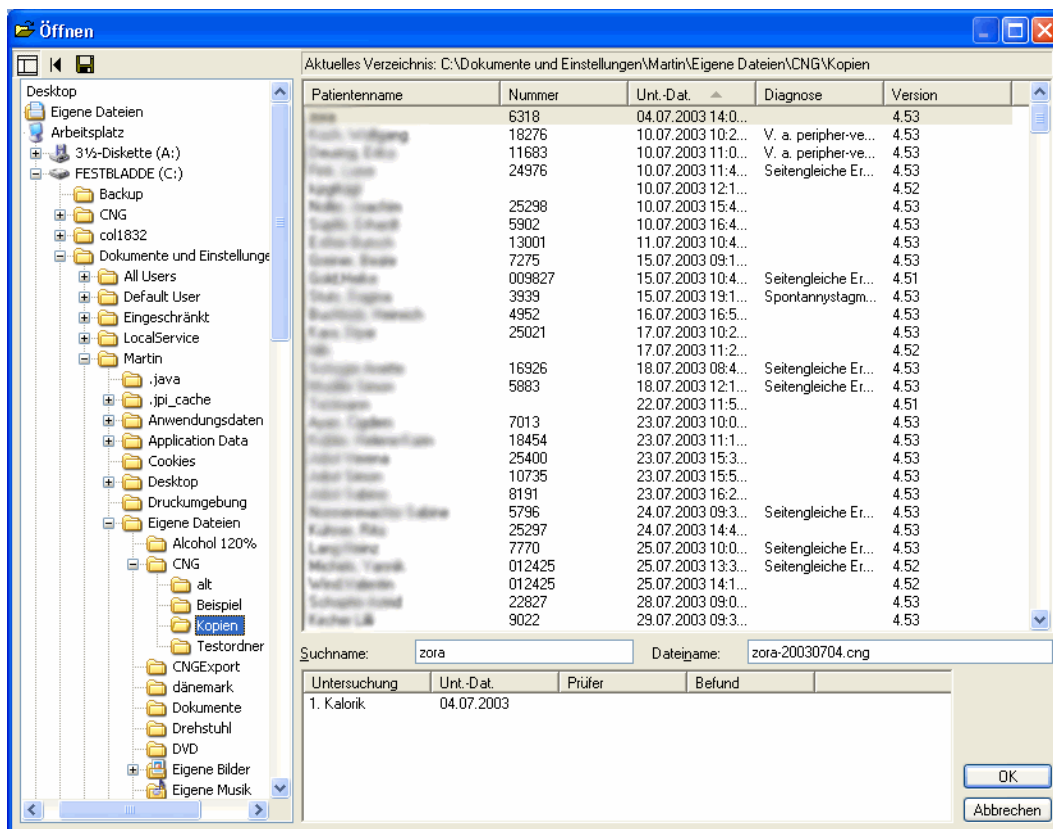 Öffnen
Aktuelles Verzeichnis: C:\Dokumente und Einstellungen\Martin\Eigene Dateien\CNG\Kopien
Desktop
Eigene Dateien
Arbeitsplatz
3½-Diskette (A:)
FESTBLADDE (C:)
Backup
CNG
col1832
Dokumente und Einstellunge
All Users
Default User
Eingeschränkt
LocalService
Martin
.java
.jpi_cache
Anwendungsdaten
Application Data
Cookies
Desktop
Druckumgebung
Eigene Dateien
Alcohol 120%
CNG
alt
Beispiel
Kopien
Testordner
CNGExport
dänemark
Dokumente
Drehstuhl
DVD
Eigene Bilder
Eigene Musik
Patientenname Nummer Unt.-Dat. Diagnose Version
6318 04.07.2003 14:0... 4.53
18276 10.07.2003 10:2... V. a. peripher-ve... 4.53
11683 10.07.2003 11:0... V. a. peripher-ve... 4.53
24976 10.07.2003 11:4... Seitengleiche Er... 4.53
10.07.2003 12:1... 4.52
25298 10.07.2003 15:4... 4.53
5902 10.07.2003 16:4... 4.53
13001 11.07.2003 10:4... 4.53
7275 15.07.2003 09:1... 4.53
009827 15.07.2003 10:4... Seitengleiche Er... 4.51
3939 15.07.2003 19:1... Spontannystagm... 4.53
4952 16.07.2003 16:5... 4.53
25021 17.07.2003 10:2... 4.53
17.07.2003 11:2... 4.52
16926 18.07.2003 08:4... Seitengleiche Er... 4.53
5883 18.07.2003 12:1... Seitengleiche Er... 4.53
22.07.2003 11:5... 4.51
7013 23.07.2003 10:0... 4.53
18454 23.07.2003 11:1... 4.53
25400 23.07.2003 15:3... 4.53
10735 23.07.2003 15:5... 4.53
8191 23.07.2003 16:2... 4.53
5796 24.07.2003 09:3... Seitengleiche Er... 4.53
25297 24.07.2003 14:4... 4.53
7770 25.07.2003 10:0... Seitengleiche Er... 4.53
012425 25.07.2003 13:3... Seitengleiche Er... 4.52
012425 25.07.2003 14:1... 4.52
22827 28.07.2003 09:0... 4.53
9022 29.07.2003 09:3... 4.53
Suchname: zora Dateiname: zora-20030704.cng
Untersuchung Unt.-Dat. Prüfer Befund
1. Kalorik 04.07.2003
OK
Abbrechen